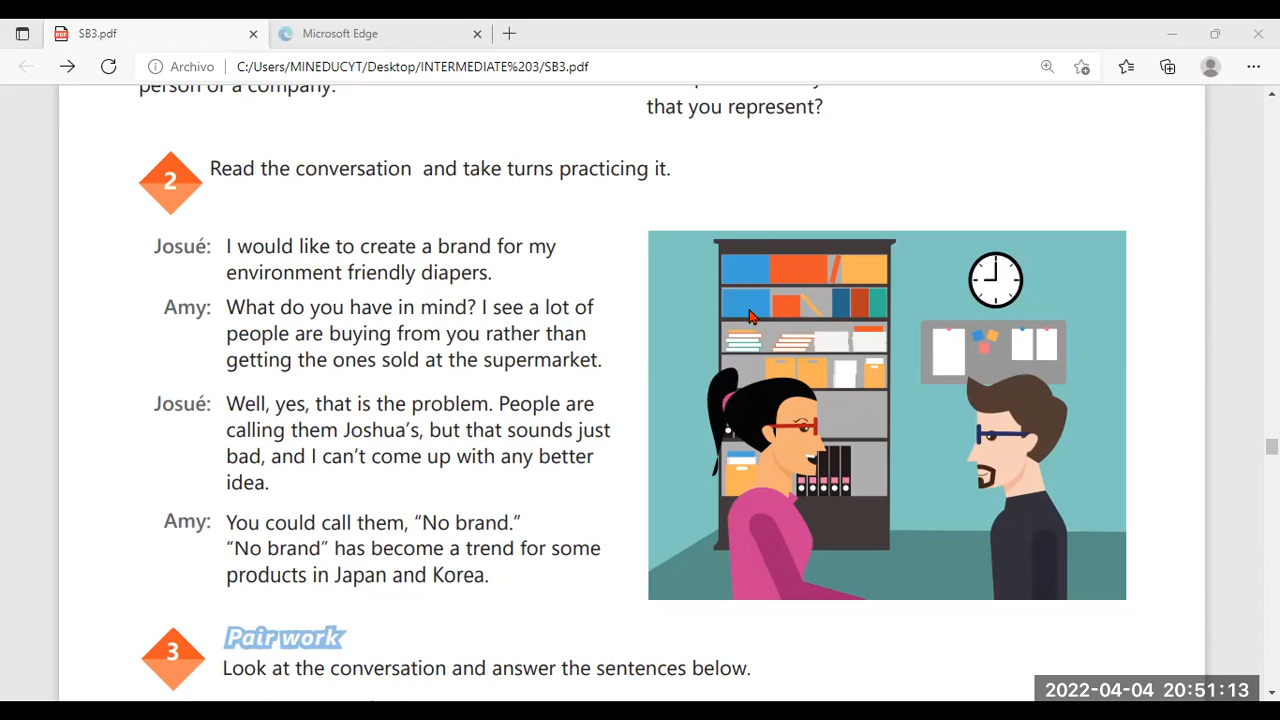 SB3.pdf
Microsoft Edge
Archivo
C:/Users/MINEDUCYT/Desktop/INTERMEDIATE%203/SB3.pdf
person or a company.
that you represent?
2
Read the conversation and take turns practicing it.
Josué: I would like to create a brand for my
environment friendly diapers.
Amy: What do you have in mind? I see a lot of
people are buying from you rather than
getting the ones sold at the supermarket.
Josué: Well, yes, that is the problem. People are
calling them Joshua’s, but that sounds just
bad, and I can’t come up with any better
idea.
Amy: You could call them, “No brand.”
“No brand” has become a trend for some
products in Japan and Korea.
3
Pair work
Look at the conversation and answer the sentences below.
2022-04-04 20:51:13